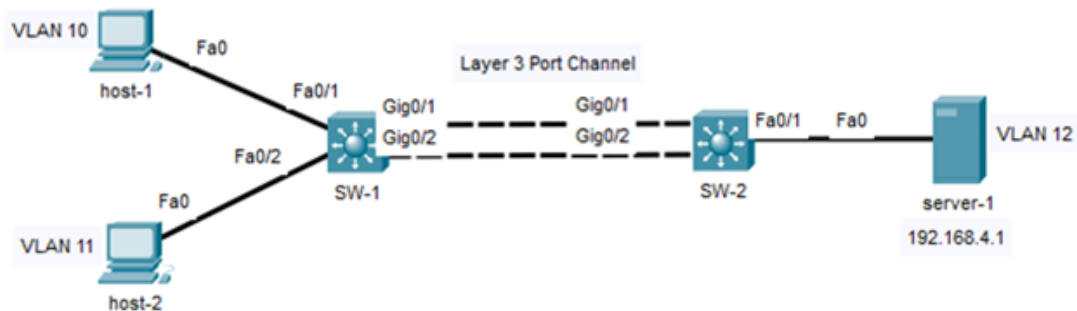 VLAN 10
Fa0
host-1
Fa0/1
Layer 3 Port Channel
Gig0/1
Gig0/1
Gig0/2
Gig0/2
Fa0/1
Fa0
VLAN 12
Fa0/2
SW-1
SW-2
server-1
192.168.4.1
Fa0
VLAN 11
host-2